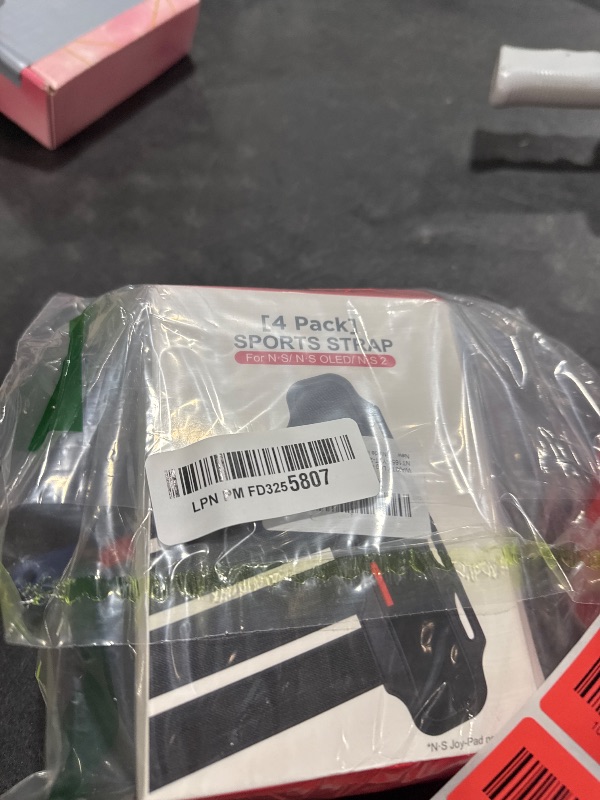 [4 Pack]
SPORTS STRAP
For N-S/ N-S OLED/ N-S 2
LPN PM FD3255807
*N-S Joy-Pad